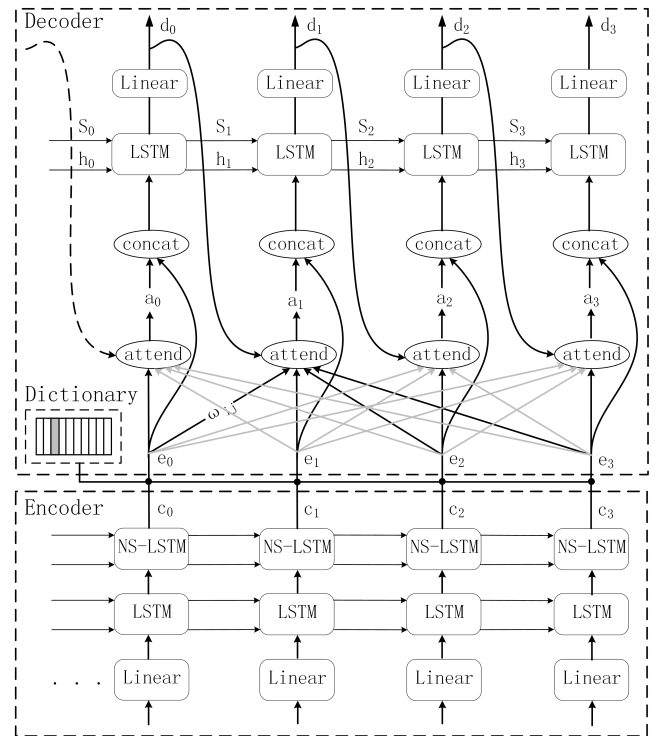 Decoder
d0 d1 d2 d3
Linear Linear Linear Linear
S0 S1 S2 S3
LSTM LSTM LSTM LSTM
h0 h1 h2 h3
concat concat concat concat
a0 a1 a2 a3
attend attend attend attend
Dictionary
ωi,j
e0 e1 e2 e3
Encoder
c0 c1 c2 c3
NS-LSTM NS-LSTM NS-LSTM NS-LSTM
LSTM LSTM LSTM LSTM
. . . Linear Linear Linear Linear